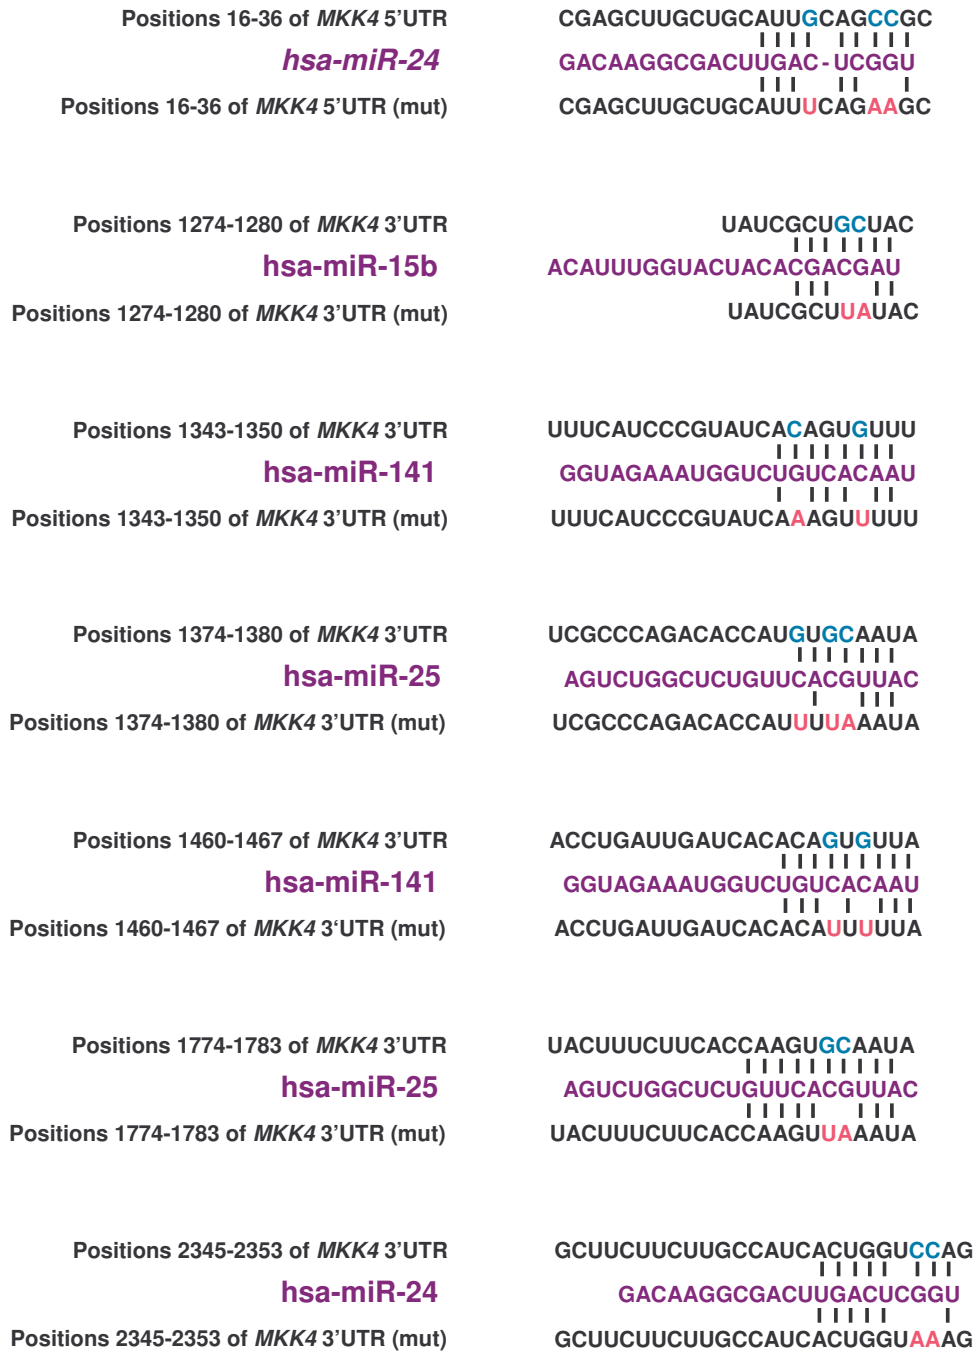 Positions 16-36 of MKK4 5’UTR CGAGCUUGCUGCAUUGCAGCCGC
hsa-miR-24 GACAAGGCGACUUGAC-UCGGU
Positions 16-36 of MKK4 5’UTR (mut) CGAGCUUGCUGCAUUUCAGAAGC
Positions 1274-1280 of MKK4 3’UTR UAUCGCUGCUAC
hsa-miR-15b ACAUUUGGUACUACACGACGAU
Positions 1274-1280 of MKK4 3’UTR (mut) UAUCGCUUAUAC
Positions 1343-1350 of MKK4 3’UTR UUUCAUCCCGUAUCACAGUGUUU
hsa-miR-141 GGUAGAAAUGGUCUGUCACAAU
Positions 1343-1350 of MKK4 3’UTR (mut) UUUCAUCCCGUAUCAAAGUUUUU
Positions 1374-1380 of MKK4 3’UTR UCGCCCAGACACCAUGUGCAAUA
hsa-miR-25 AGUCUGGCUCUGUUCACGUUAC
Positions 1374-1380 of MKK4 3’UTR (mut) UCGCCCAGACACCAUUUUAAAUA
Positions 1460-1467 of MKK4 3’UTR ACCUGAUUGAUCACACAGUGUUA
hsa-miR-141 GGUAGAAAUGGUCUGUCACAAU
Positions 1460-1467 of MKK4 3‘UTR (mut) ACCUGAUUGAUCACACAUUUUUA
Positions 1774-1783 of MKK4 3’UTR UACUUUCUUCACCAAGUGCAAUA
hsa-miR-25 AGUCUGGCUCUGUUCACGUUAC
Positions 1774-1783 of MKK4 3’UTR (mut) UACUUUCUUCACCAAGUUAAAUA
Positions 2345-2353 of MKK4 3’UTR GCUUCUUCUUGCCAUCACUGGUCCAG
hsa-miR-24 GACAAGGCGACUUGACUCGGU
Positions 2345-2353 of MKK4 3’UTR (mut) GCUUCUUCUUGCCAUCACUGGUAAAG